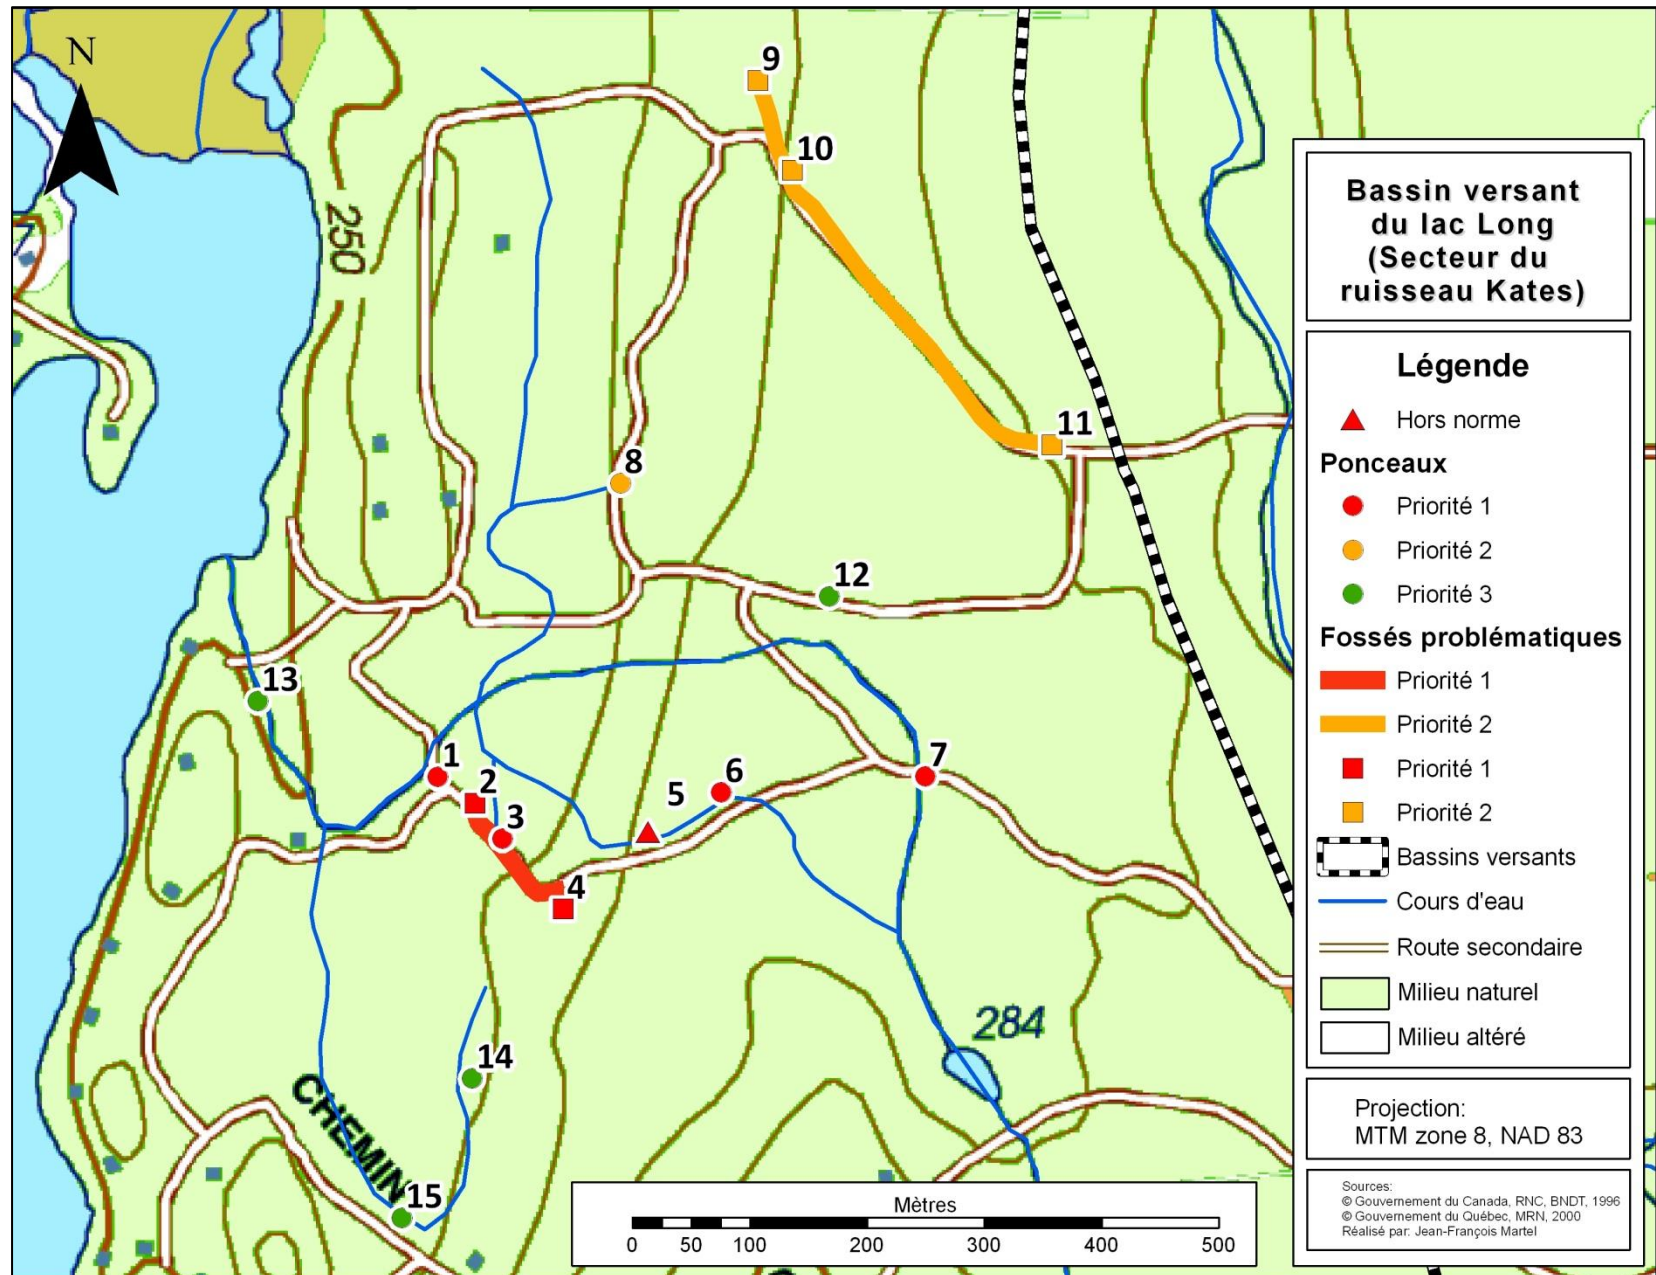 N
9
10
250
8
11
12
13
1
2
3
4
5
6
7
284
14
CHEMIN
15
Mètres
0 50 100 200 300 400 500
Bassin versant
du lac Long
(Secteur du
ruisseau Kates)
Légende
Hors norme
Ponceaux
Priorité 1
Priorité 2
Priorité 3
Fossés problématiques
Priorité 1
Priorité 2
Priorité 1
Priorité 2
Bassins versants
Cours d'eau
Route secondaire
Milieu naturel
Milieu altéré
Projection:
MTM zone 8, NAD 83
Sources:
© Gouvernement du Canada, RNC, BNDT, 1996
© Gouvernement du Québec, MRN, 2000
Réalisé par: Jean-François Martel